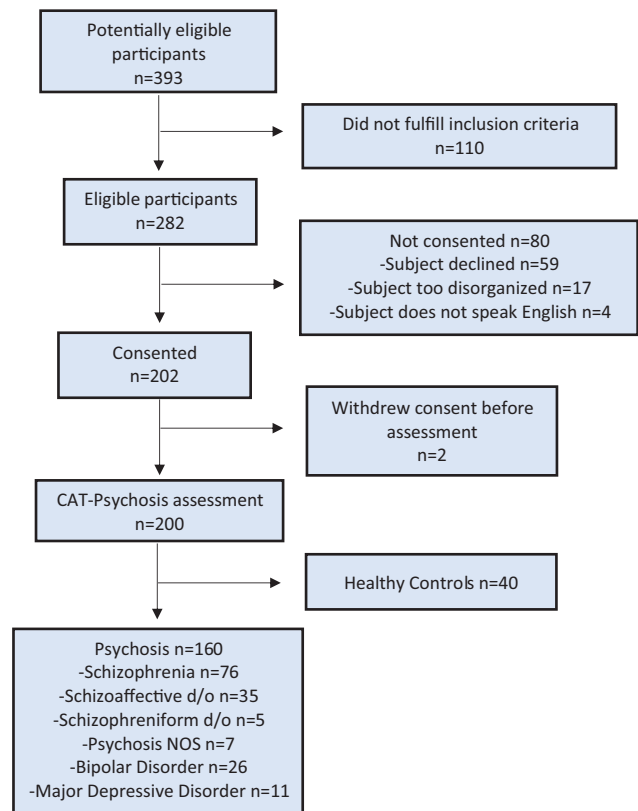 Potentially eligible
participants
n=393
Did not fulfill inclusion criteria
n=110
Eligible participants
n=282
Not consented n=80
-Subject declined n=59
-Subject too disorganized n=17
-Subject does not speak English n=4
Consented
n=202
Withdrew consent before
assessment
n=2
CAT-Psychosis assessment
n=200
Healthy Controls n=40
Psychosis n=160
-Schizophrenia n=76
-Schizoaffective d/o n=35
-Schizophreniform d/o n=5
-Psychosis NOS n=7
-Bipolar Disorder n=26
-Major Depressive Disorder n=11